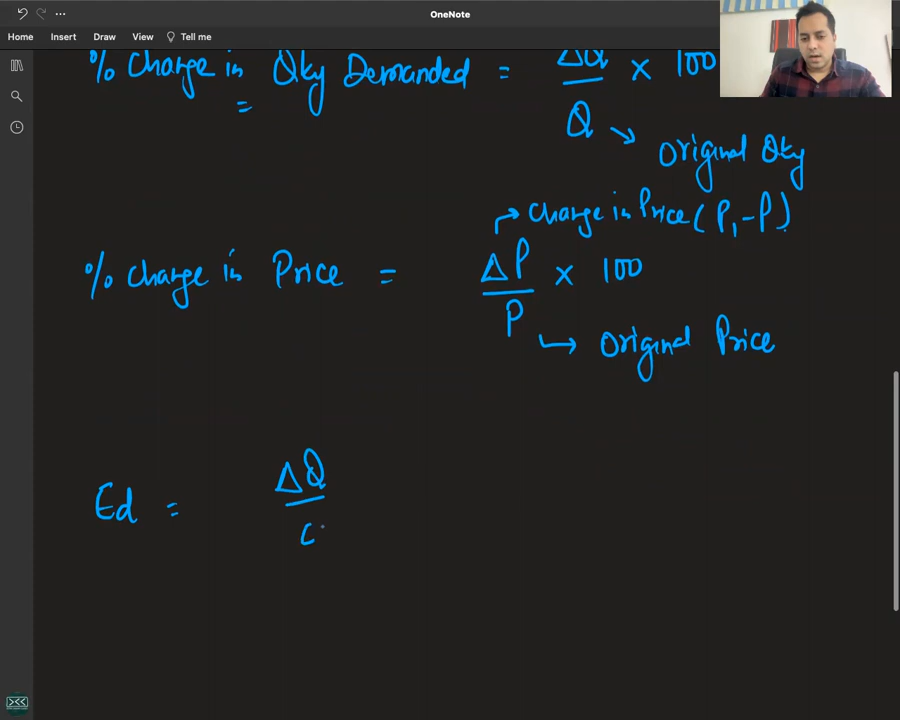 OneNote
Home Insert Draw View Tell me
% Change in Qty Demanded = ΔQ × 100
=
Q
Original Qty
Change in Price (P₁-P)
% Change in Price = ΔP × 100
P
Original Price
Ed = ΔQ